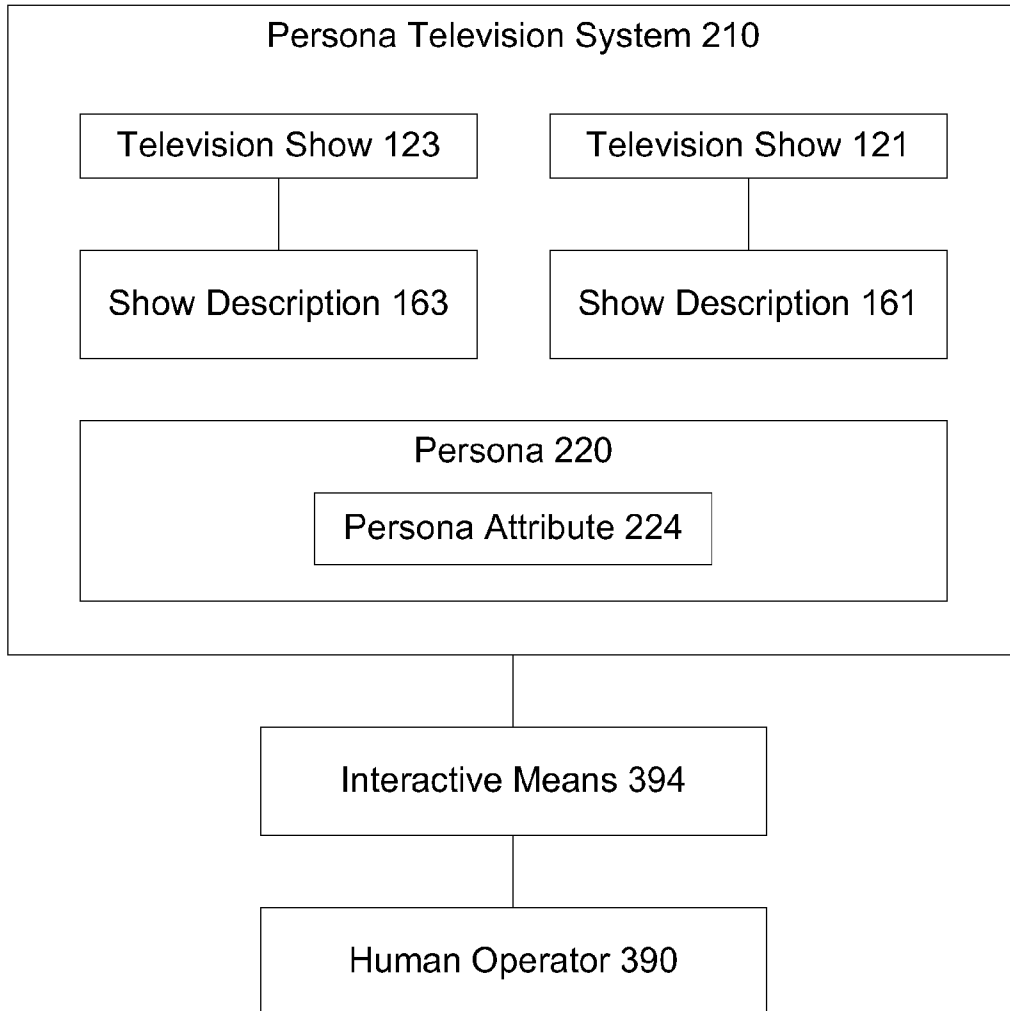 Persona Television System 210
Television Show 123
Television Show 121
Show Description 163
Show Description 161
Persona 220
Persona Attribute 224
Interactive Means 394
Human Operator 390